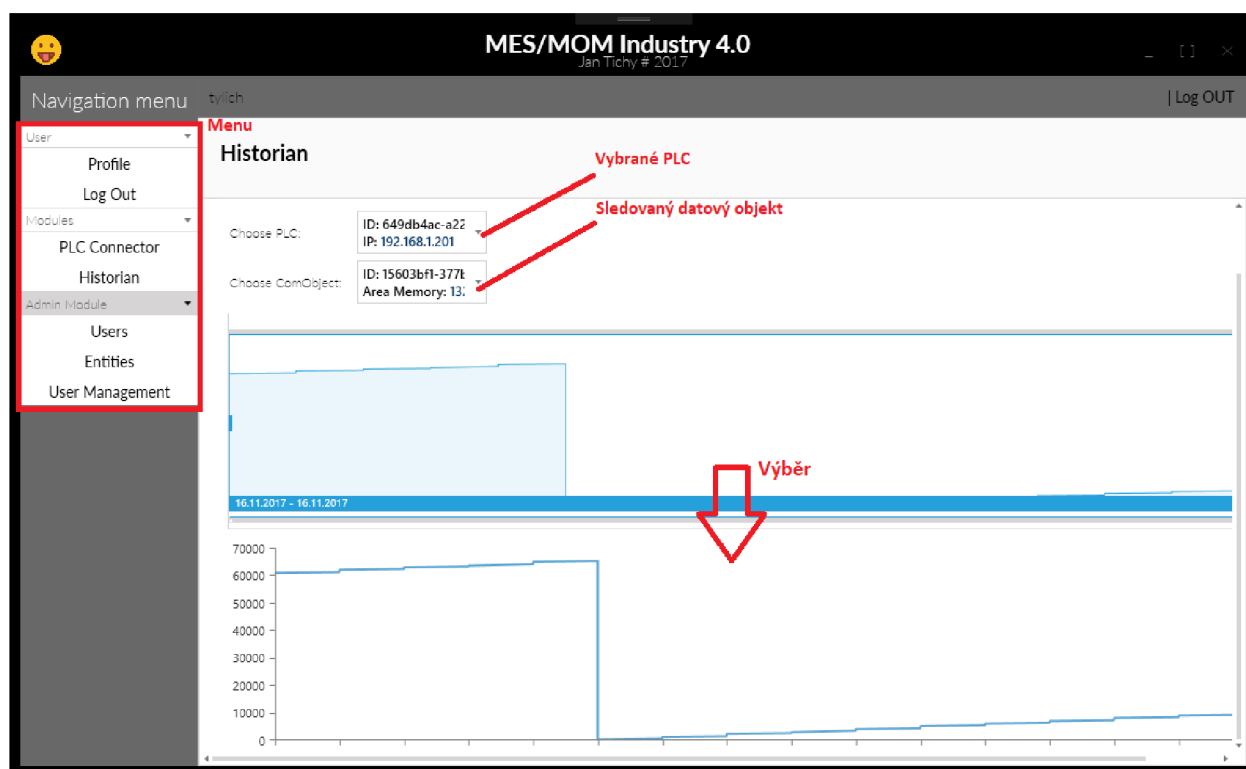 MES/MOM Industry 4.0
Jan Tichy # 2017
Navigation menu
tylich
| Log OUT
User
Profile
Log Out
Modules
PLC Connector
Historian
Admin Module
Users
Entities
User Management
Menu
Historian
Vybrané PLC
Sledovaný datový objekt
Choose PLC:
ID: 649db4ac-a22
IP: 192.168.1.201
Choose ComObject:
ID: 15603bf1-377b
Area Memory: 132
Výběr
16.11.2017 - 16.11.2017
70000
60000
50000
40000
30000
20000
10000
0